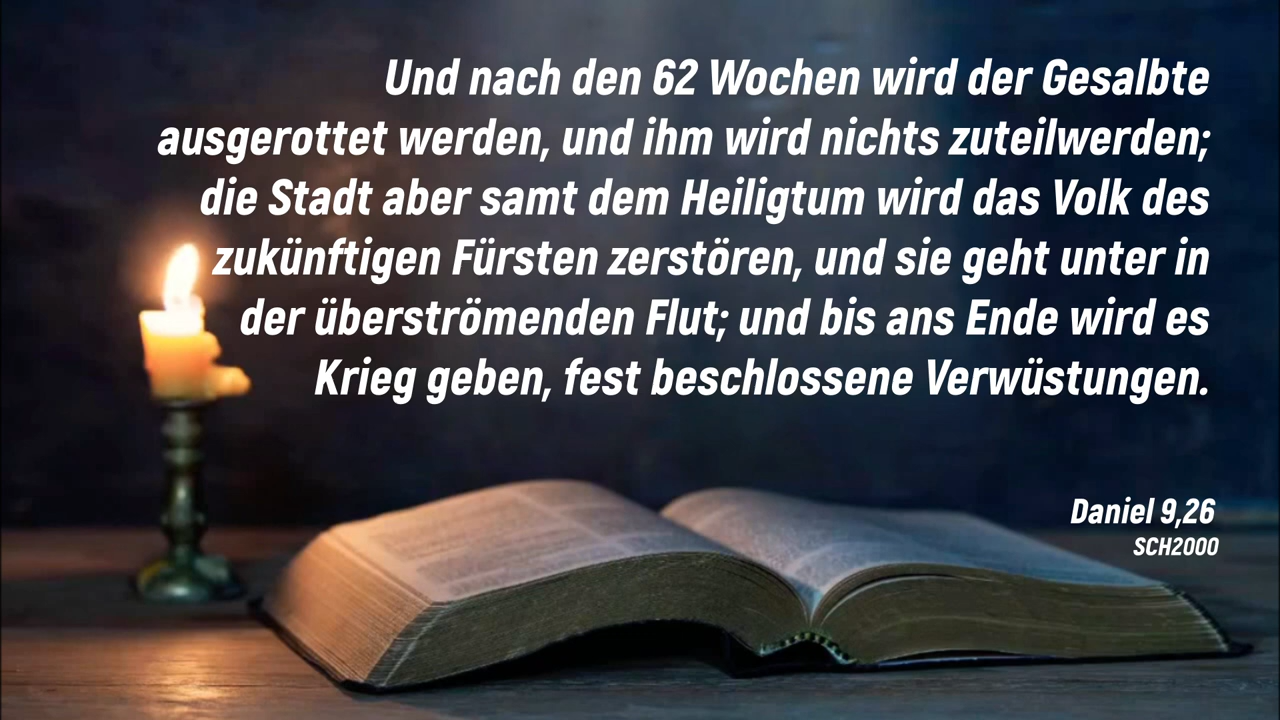 Und nach den 62 Wochen wird der Gesalbte
ausgerottet werden, und ihm wird nichts zuteilwerden;
die Stadt aber samt dem Heiligtum wird das Volk des
zukünftigen Fürsten zerstören, und sie geht unter in
der überströmenden Flut; und bis ans Ende wird es
Krieg geben, fest beschlossene Verwüstungen.
Daniel 9,26
SCH2000